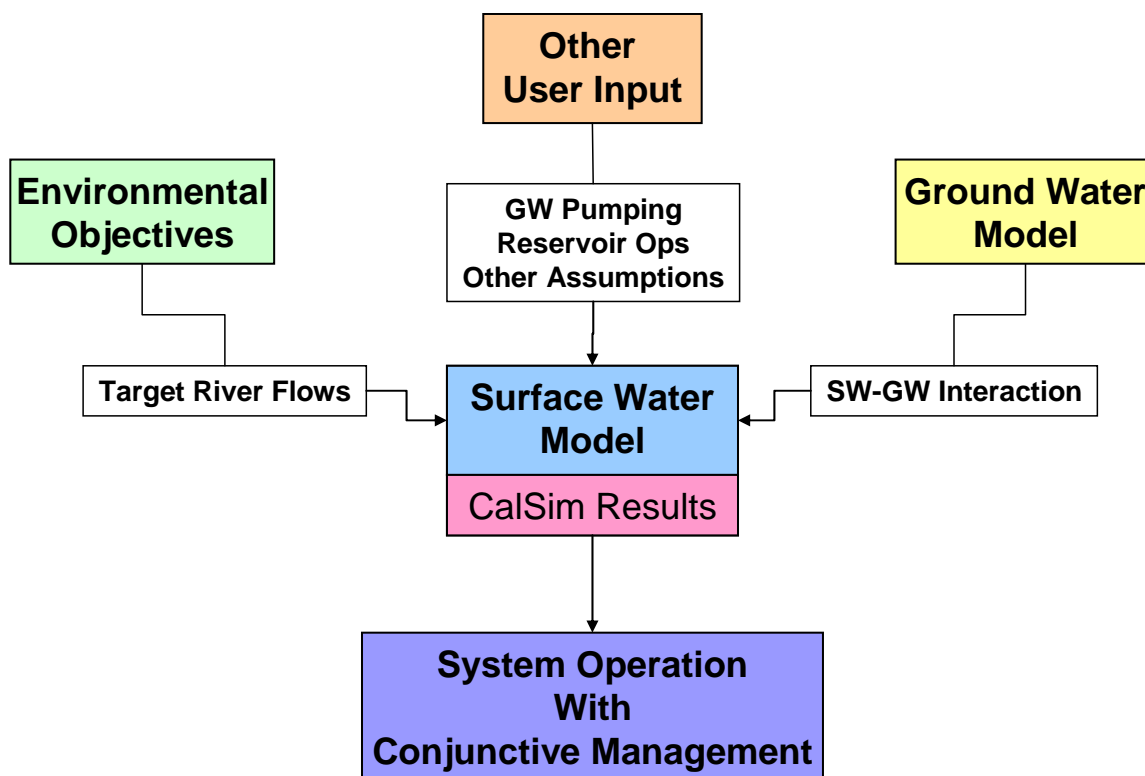 Other
User Input
Environmental
Objectives
GW Pumping
Reservoir Ops
Other Assumptions
Ground Water
Model
Target River Flows
Surface Water
Model
SW-GW Interaction
CalSim Results
System Operation
With
Conjunctive Management